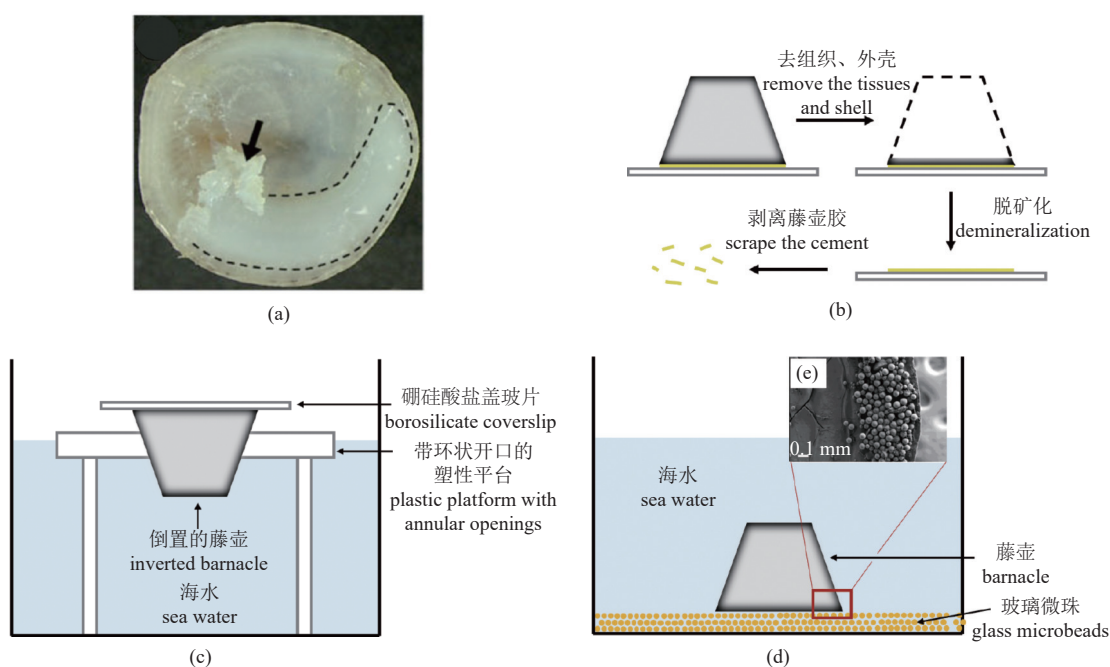 (a)
去组织、外壳
remove the tissues
and shell
脱矿化
demineralization
剥离藤壶胶
scrape the cement
(b)
硼硅酸盐盖玻片
borosilicate coverslip
带环状开口的
塑性平台
plastic platform with
annular openings
倒置的藤壶
inverted barnacle
海水
sea water
(c)
(e)
0.1 mm
海水
sea water
藤壶
barnacle
玻璃微珠
glass microbeads
(d)